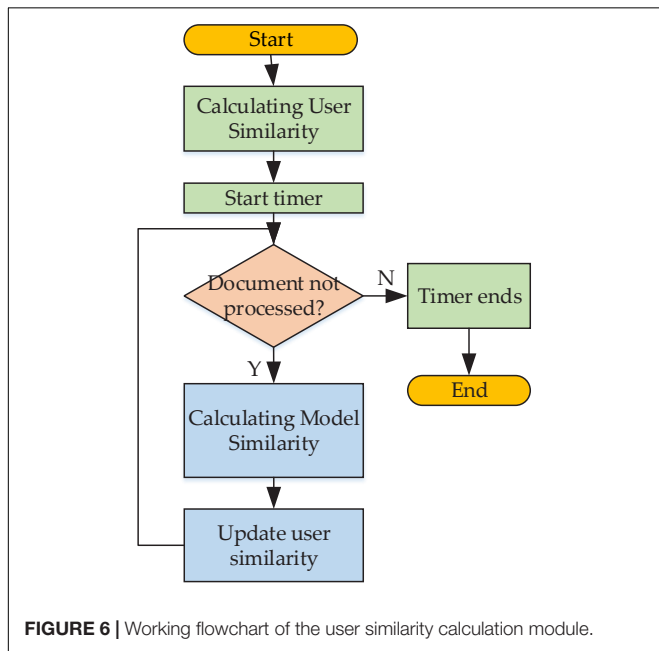 Start
Calculating User
Similarity
Start timer
Document not
processed?
N
Timer ends
Y
End
Calculating Model
Similarity
Update user
similarity
FIGURE 6 | Working flowchart of the user similarity calculation module.